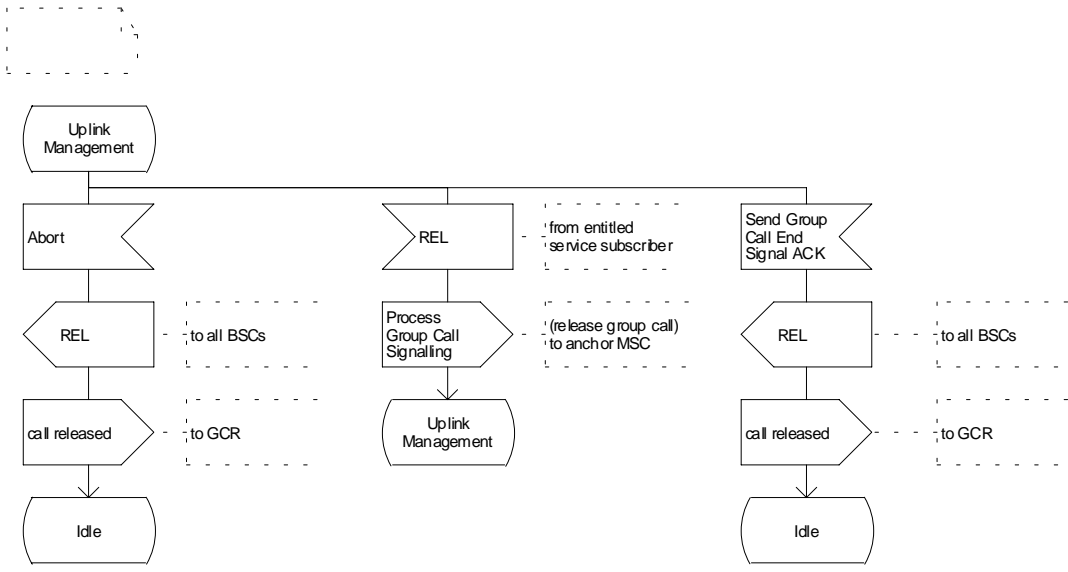 Uplink
Management
Abort
REL
from entitled
service subscriber
Send Group
Call End
Signal ACK
REL
to all BSCs
Process
Group Call
Signalling
(release group call)
to anchor MSC
REL
to all BSCs
call released
to GCR
Uplink
Management
call released
to GCR
Idle
Idle